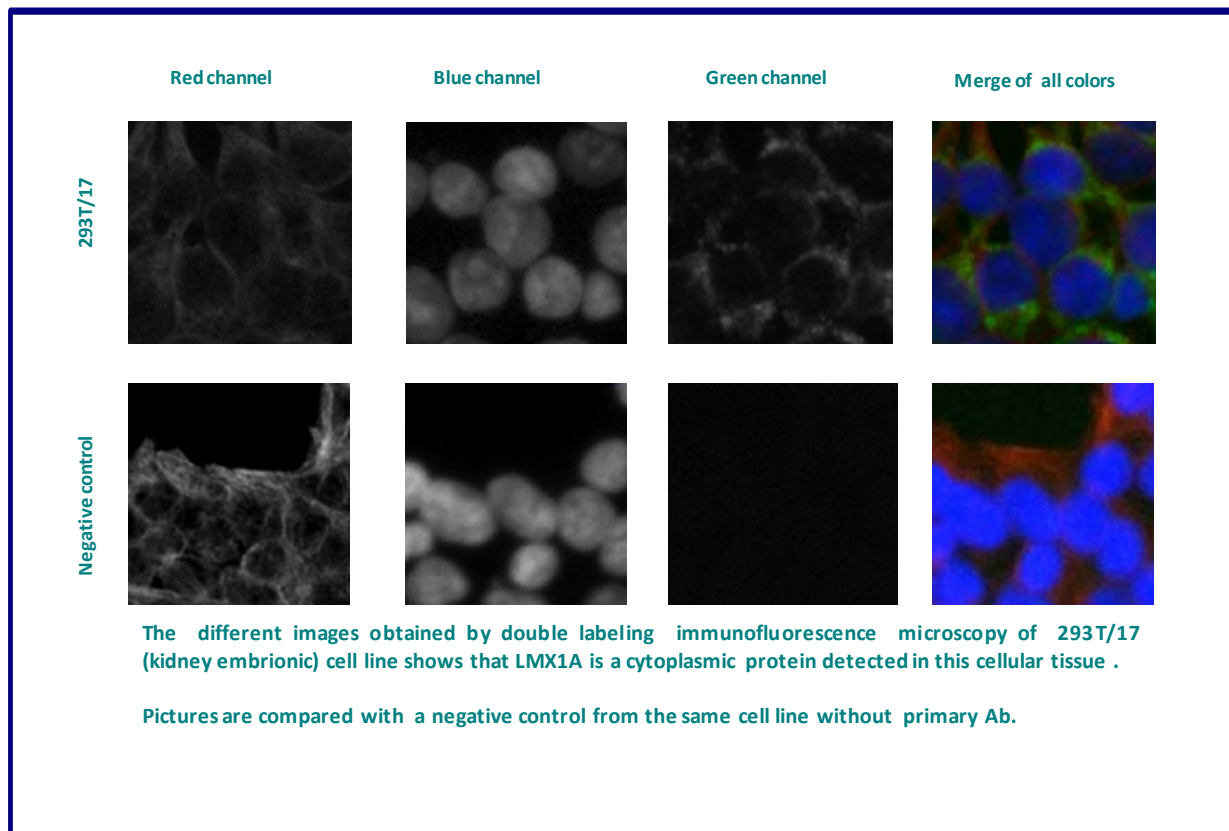 Red channel
Blue channel
Green channel
Merge of all colors
293T/17
Negative control
The different images obtained by double labeling immunofluorescence microscopy of 293T/17
(kidney embrionic) cell line shows that LMX1A is a cytoplasmic protein detected in this cellular tissue .
Pictures are compared with a negative control from the same cell line without primary Ab.